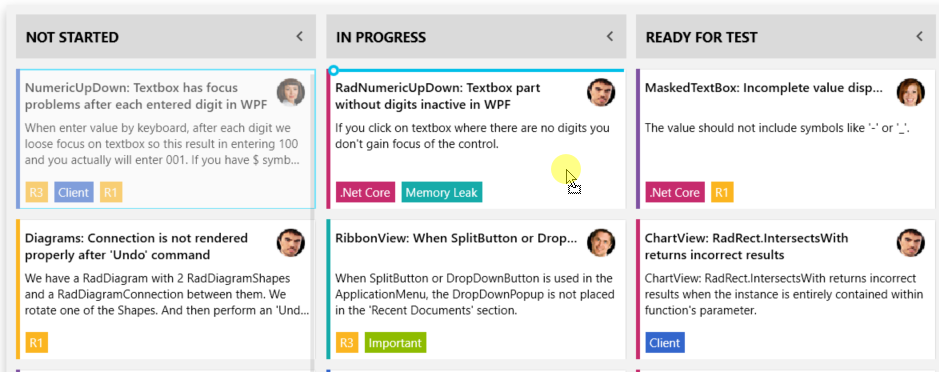 NOT STARTED
NumericUpDown: Textbox has focus
problems after each entered digit in WPF
When enter value by keyboard, after each digit we
loose focus on textbox so this result in entering 100
and you actually will enter 001. If you have $ symb...
R3 Client R1
Diagrams: Connection is not rendered
properly after 'Undo' command
We have a RadDiagram with 2 RadDiagramShapes
and a RadDiagramConnection between them. We
rotate one of the Shapes. And then perform an 'Und...
R1
IN PROGRESS
RadNumericUpDown: Textbox part
without digits inactive in WPF
If you click on textbox where there are no digits you
don't gain focus of the control.
.Net Core Memory Leak
RibbonView: When SplitButton or Drop...
When SplitButton or DropDownButton is used in the
ApplicationMenu, the DropDownPopup is not placed
in the 'Recent Documents' section.
R3 Important
READY FOR TEST
MaskedTextBox: Incomplete value disp...
The value should not include symbols like '-' or '_'.
.Net Core R1
ChartView: RadRect.IntersectsWith
returns incorrect results
ChartView: RadRect.IntersectsWith returns incorrect
results when the instance is entirely contained within
function's parameter.
Client